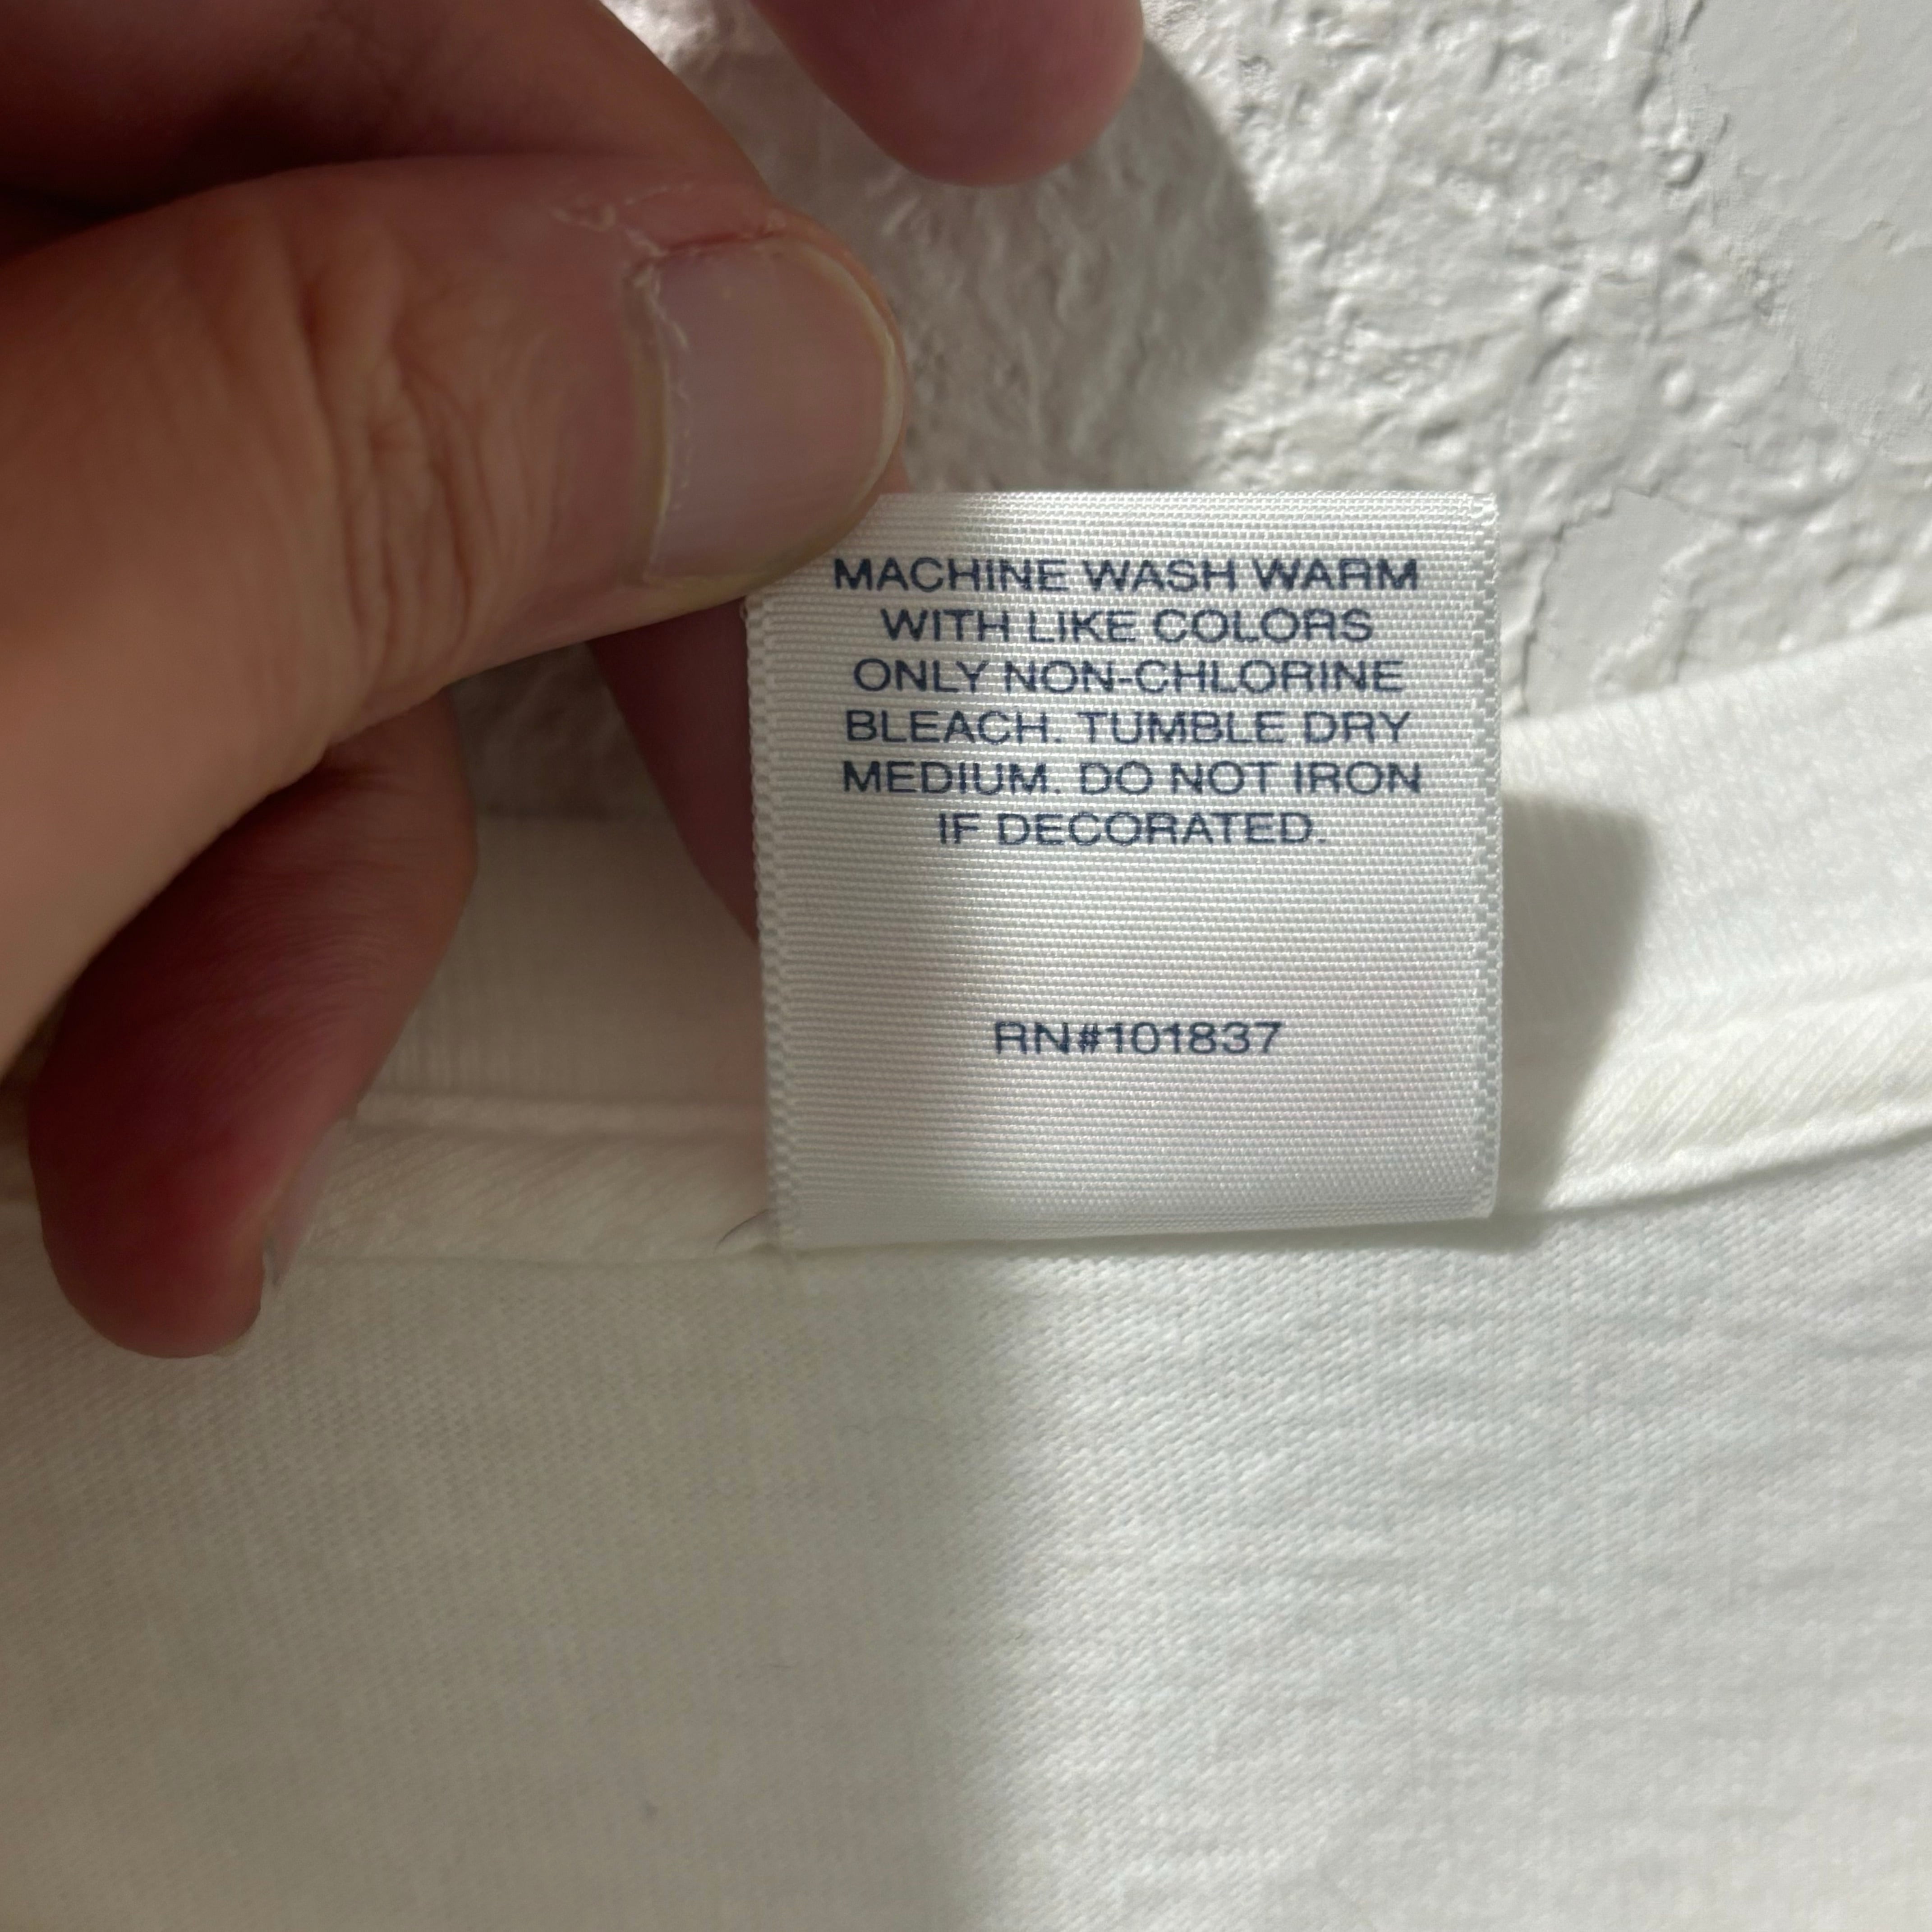 MACHINE WASH WARM
WITH LIKE COLORS
ONLY NON-CHLORINE
BLEACH. TUMBLE DRY
MEDIUM. DO NOT IRON
IF DECORATED.
RN#101837